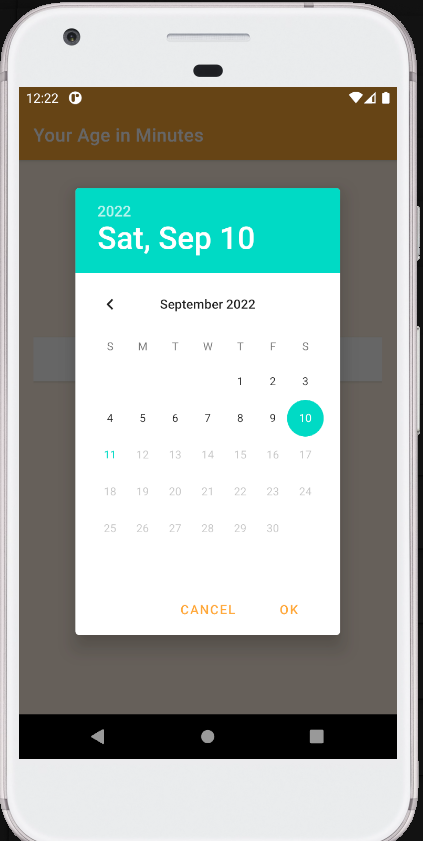 12:22
Your Age in Minutes
2022
Sat, Sep 10
September 2022
S M T W T F S
1 2 3
4 5 6 7 8 9 10
11 12 13 14 15 16 17
18 19 20 21 22 23 24
25 26 27 28 29 30
CANCEL OK